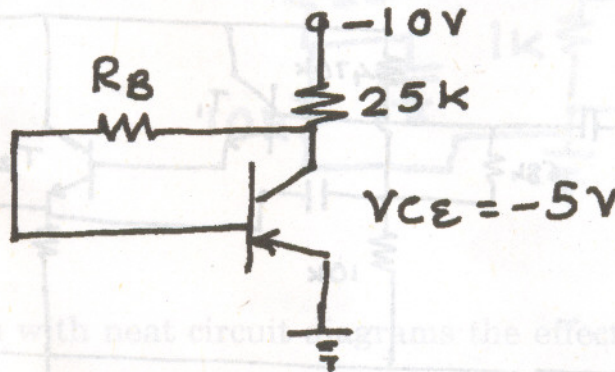 -10V
RB
25K
VCE = -5V
with neat circuit diagrams the effect